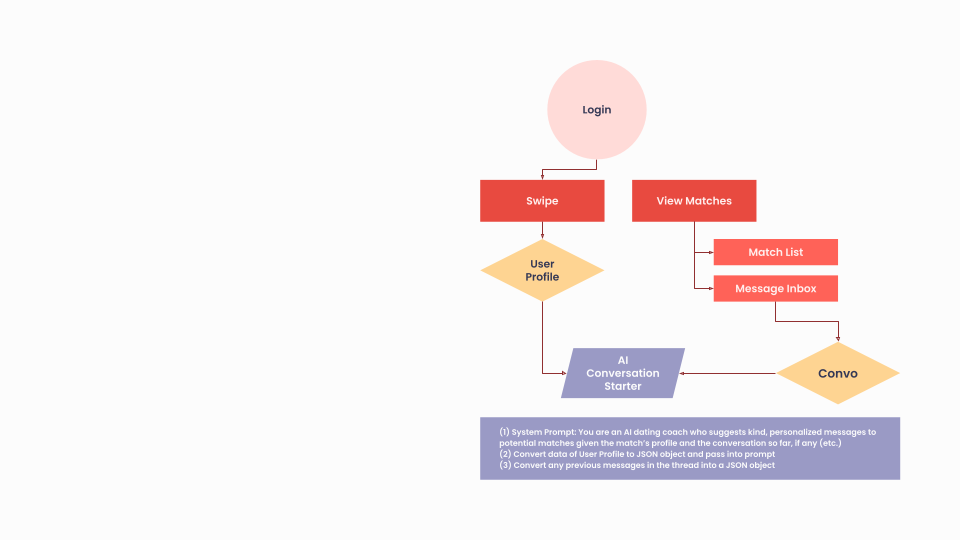 Login
Swipe
View Matches
Match List
User
Profile
Message Inbox
AI
Conversation
Starter
Convo
(1) System Prompt: You are an AI dating coach who suggests kind, personalized messages to
potential matches given the match's profile and the conversation so far, if any (etc.)
(2) Convert data of User Profile to JSON object and pass into prompt
(3) Convert any previous messages in the thread into a JSON object